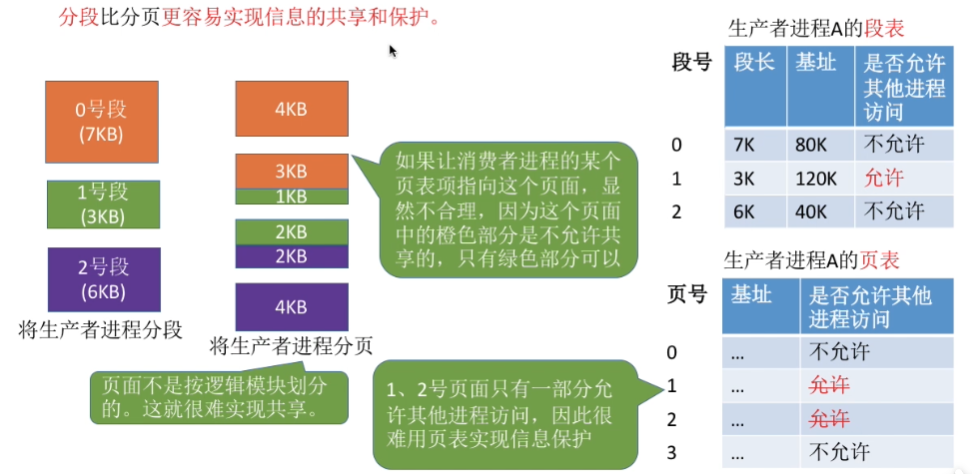 分段比分页更容易实现信息的共享和保护。
0号段
(7KB)
1号段
(3KB)
2号段
(6KB)
将生产者进程分段
4KB
3KB
1KB
2KB
2KB
4KB
将生产者进程分页
如果让消费者进程的某个
页表项指向这个页面，显
然不合理，因为这个页面
中的橙色部分是不允许共
享的，只有绿色部分可以
页面不是按逻辑模块划分
的。这就很难实现共享。
1、2号页面只有一部分允
许其他进程访问，因此很
难用页表实现信息保护
生产者进程A的段表
段号 段长 基址 是否允许
其他进程
访问
0 7K 80K 不允许
1 3K 120K 允许
2 6K 40K 不允许
生产者进程A的页表
页号 基址 是否允许其他
进程访问
0 ... 不允许
1 ... 允许
2 ... 允许
3 ... 不允许